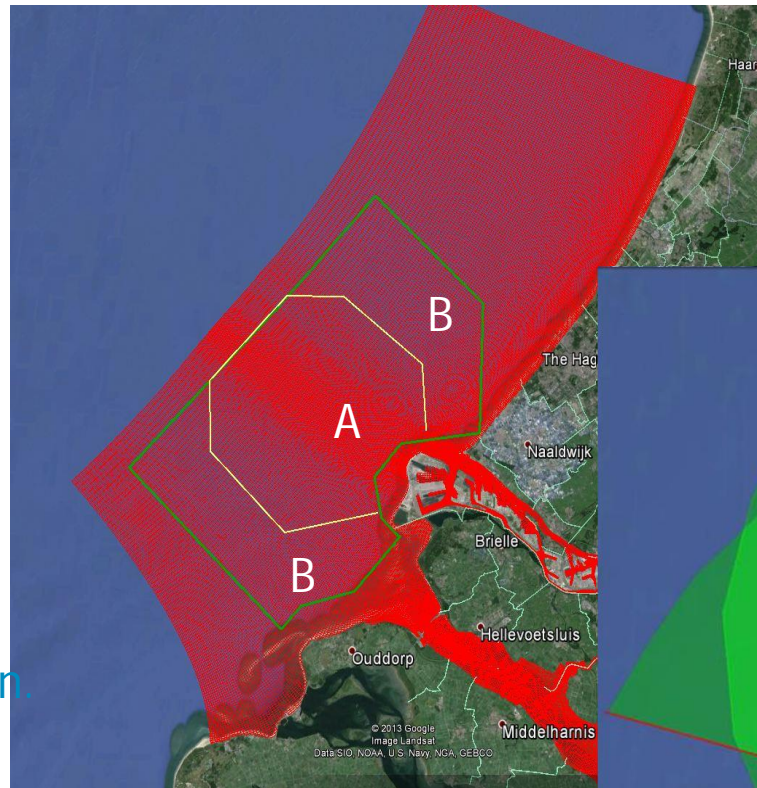 Haar
B
The Hag
A
Naaldwijk
Brielle
B
Hellevoetsluis
Ouddorp
n.
Middelharnis
© 2013 Google
Image Landsat
Data SIO, NOAA, U.S. Navy, NGA, GEBCO